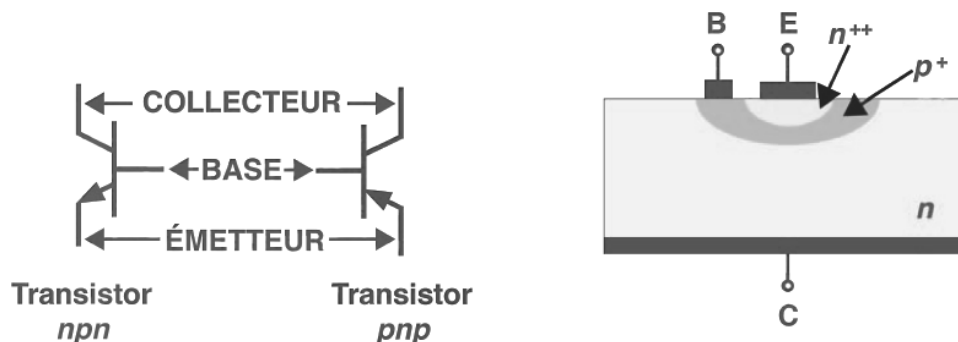 COLLECTEUR
BASE
ÉMETTEUR
Transistor
npn
Transistor
pnp
B
E
n++
p+
n
C